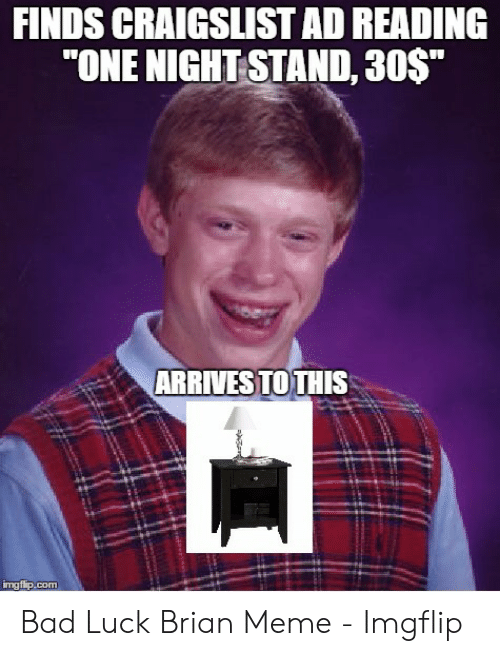 FINDS CRAIGSLIST AD READING
"ONE NIGHT STAND, 30$"
ARRIVES TO THIS
imgflip.com
Bad Luck Brian Meme - Imgflip